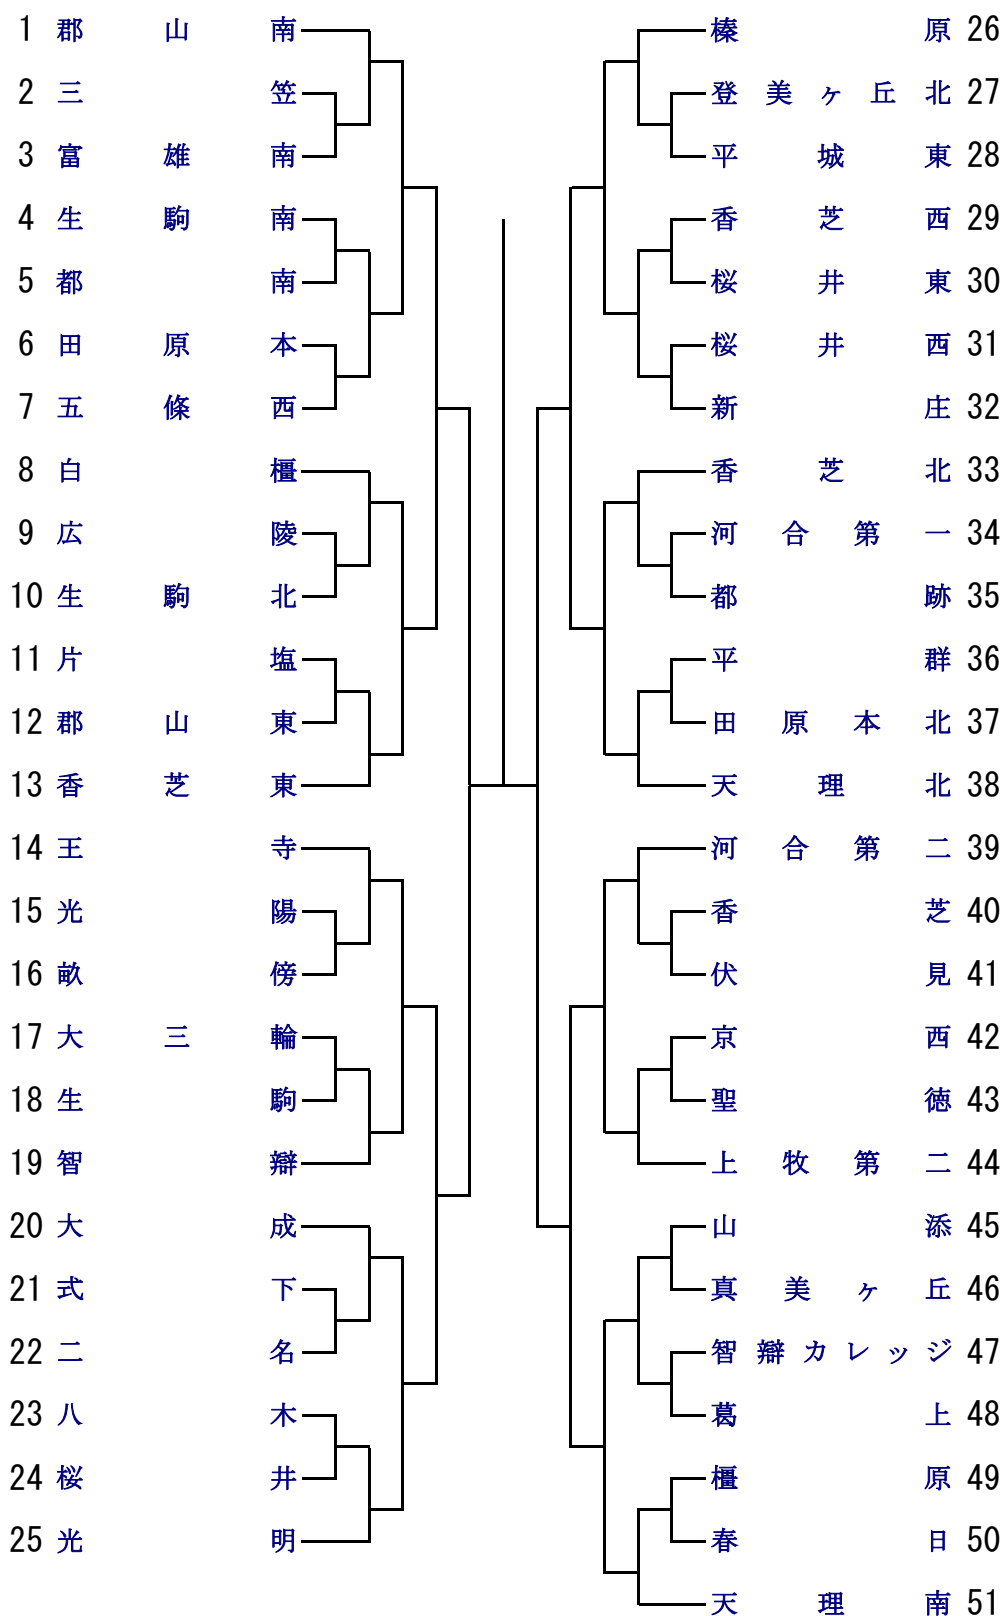 1 郡山南
2 三笠
3 富雄南
4 生駒南
5 都南
6 田原本
7 五條西
8 白橿
9 広陵
10 生駒北
11 片塩
12 郡山東
13 香芝東
14 王寺
15 光陽
16 畝傍
17 大三輪
18 生駒
19 智辯
20 大成
21 式下
22 二名
23 八木
24 桜井
25 光明
榛原 26
登美ヶ丘北 27
平城東 28
香芝西 29
桜井東 30
桜井西 31
新庄 32
香芝北 33
河合第一 34
都跡 35
平群 36
田原本北 37
天理北 38
河合第二 39
香芝 40
伏見 41
京西 42
聖徳 43
上牧第二 44
山添 45
真美ヶ丘 46
智辯カレッジ 47
葛上 48
橿原 49
春日 50
天理南 51